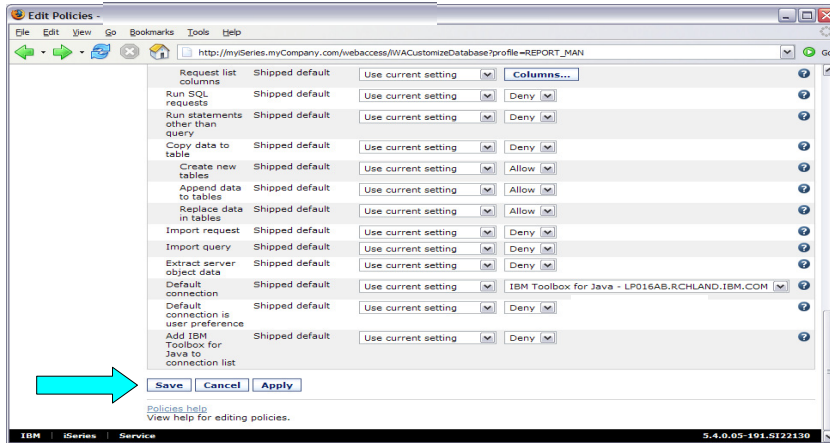 Edit Policies -
File Edit View Go Bookmarks Tools Help
http://myiSeries.myCompany.com/webaccess/iWACustomizeDatabase?profile=REPORT_MAN
Request list columns Shipped default Use current setting Columns...
Run SQL requests Shipped default Use current setting Deny
Run statements other than query Shipped default Use current setting Deny
Copy data to table Shipped default Use current setting Deny
Create new tables Shipped default Use current setting Allow
Append data to tables Shipped default Use current setting Allow
Replace data in tables Shipped default Use current setting Allow
Import request Shipped default Use current setting Deny
Import query Shipped default Use current setting Deny
Extract server object data Shipped default Use current setting Deny
Default connection Shipped default Use current setting IBM Toolbox for Java - LP016AB.RCHLAND.IBM.COM
Default connection is user preference Shipped default Use current setting Deny
Add IBM Toolbox for Java to connection list Shipped default Use current setting Deny
Save Cancel Apply
Policies help
View help for editing policies.
IBM iSeries Service 5.4.0.05-191.SI22130